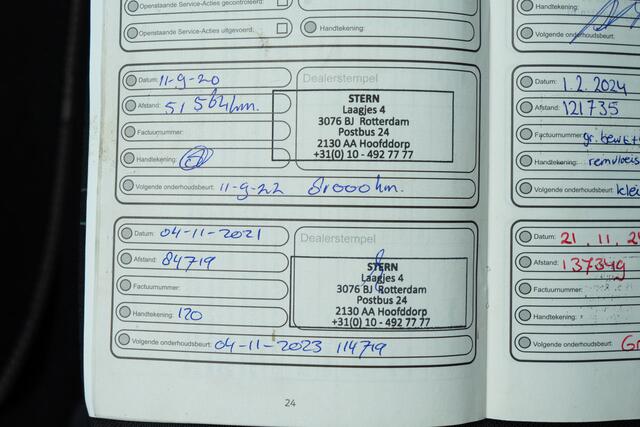 Openstaande Service-Acties gecontroleerd:
Openstaande Service-Acties uitgevoerd:
Handtekening:
Datum: 11-9-20
Afstand: 51 564km.
Factuurnummer:
Handtekening:
Volgende onderhoudsbeurt: 11-9-22 81000km.
Dealerstempel
STERN
Laagjes 4
3076 BJ Rotterdam
Postbus 24
2130 AA Hoofddorp
+31(0) 10 - 492 77 77
Datum: 04-11-2021
Afstand: 84719
Factuurnummer:
Handtekening: 120
Volgende onderhoudsbeurt: 04-11-2023 114719
Dealerstempel
STERN
Laagjes 4
3076 BJ Rotterdam
Postbus 24
2130 AA Hoofddorp
+31(0) 10 - 492 77 77
24
Handtekening:
Volgende onderhoudsbeurt:
Datum: 1.2.2024
Afstand: 121735
Factuurnummer: gr.
Handtekening:
Volgende onderhoudsbeurt:
Datum: 21.11.24
Afstand: 137349
Factuurnummer:
Handtekening:
Volgende onderhoudsbeurt: